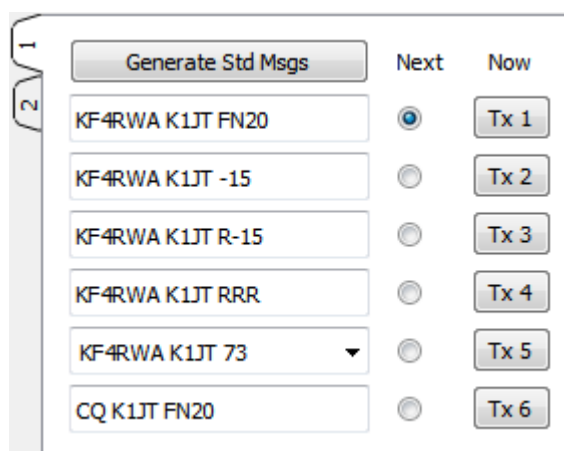 1
2
Generate Std Msgs Next Now
KF4RWA K1JT FN20 Tx 1
KF4RWA K1JT -15 Tx 2
KF4RWA K1JT R-15 Tx 3
KF4RWA K1JT RRR Tx 4
KF4RWA K1JT 73 Tx 5
CQ K1JT FN20 Tx 6